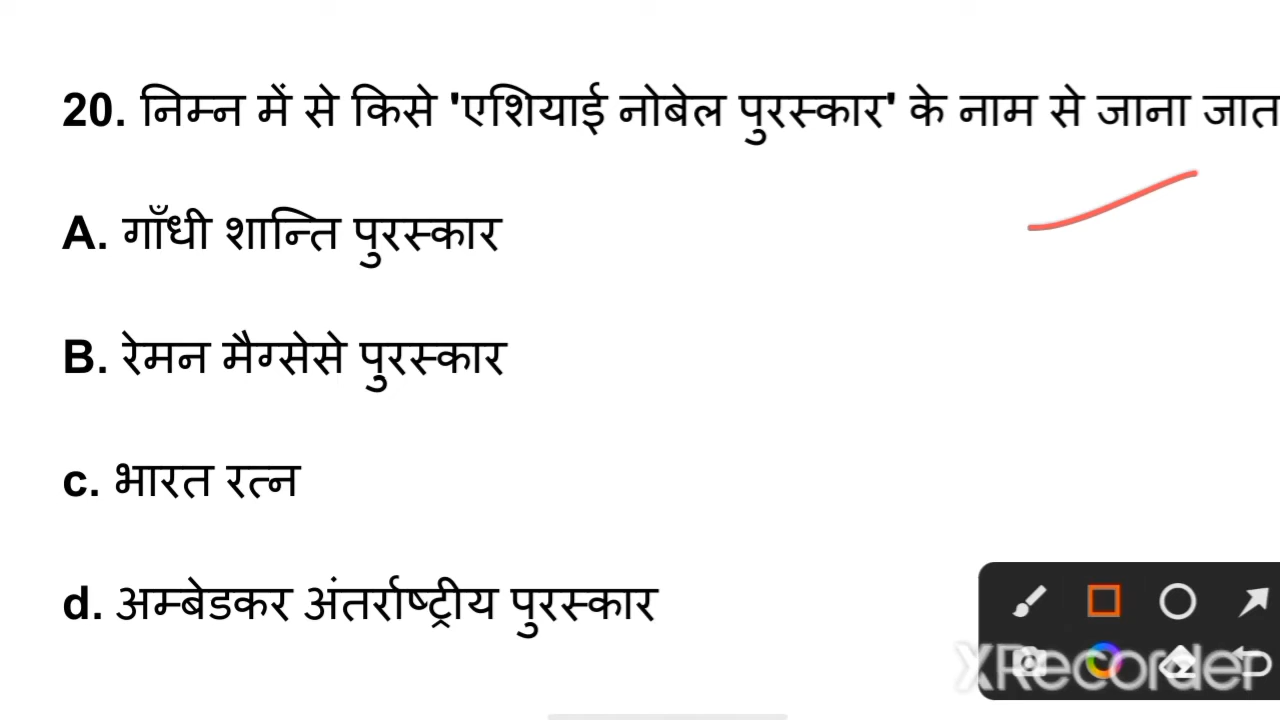 20. निम्न में से किसे 'एशियाई नोबेल पुरस्कार' के नाम से जाना जात
A. गाँधी शान्ति पुरस्कार
B. रेमन मैग्सेसे पुरस्कार
c. भारत रत्न
d. अम्बेडकर अंतर्राष्ट्रीय पुरस्कार
XRecorder